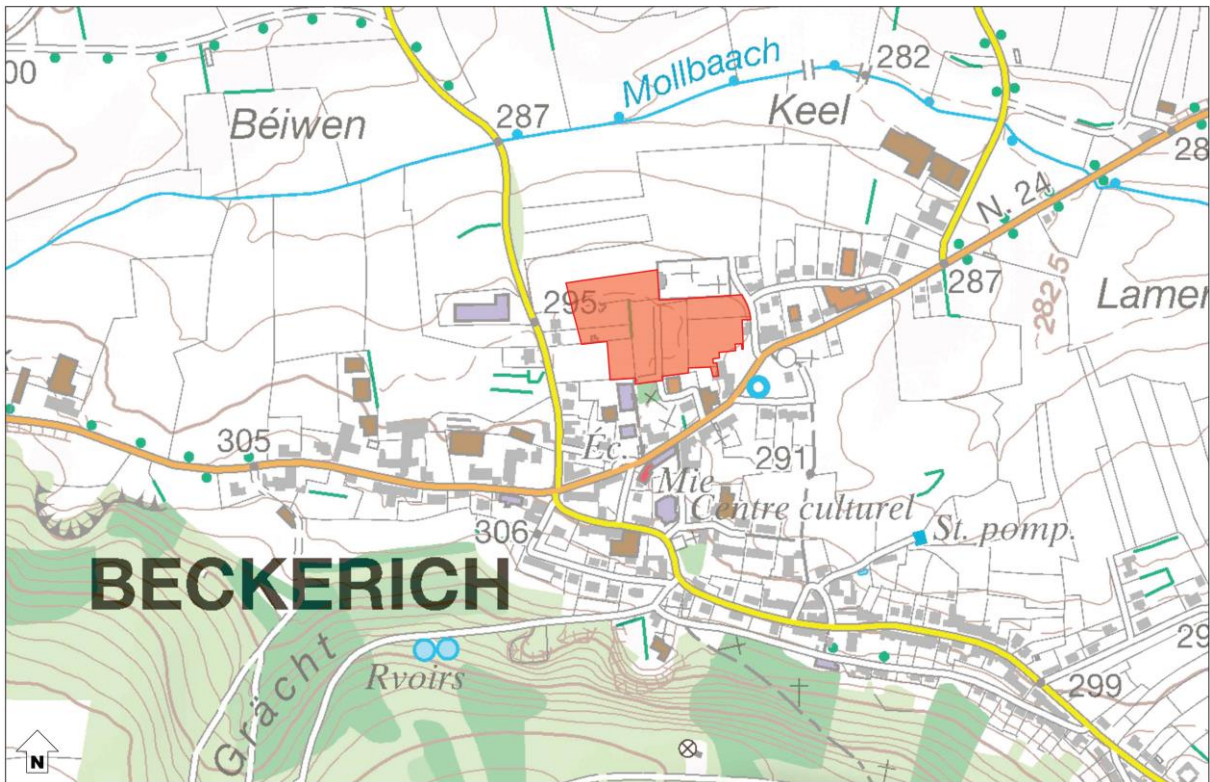 00
282
Mollbaach
Keel
Béiwen
287
28
N. 24
287
282.5
Lamer
295
305
Éc.
Mie
291
Centre culturel
306
St. pomp.
BECKERICH
Grächt
Rvoirs
299
29
N